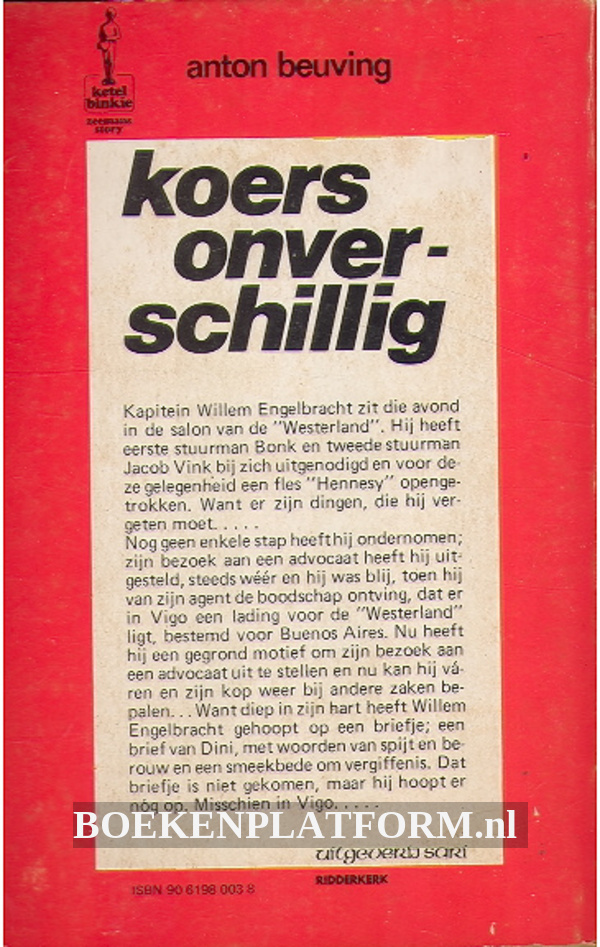 anton beuving
ketel
binkie
zeemans
story
koers
onver-
schillig
Kapitein Willem Engelbracht zit die avond
in de salon van de "Westerland". Hij heeft
eerste stuurman Bonk en tweede stuurman
Jacob Vink bij zich uitgenodigd en voor de-
ze gelegenheid een fles "Hennesy" openge-
trokken. Want er zijn dingen, die hij ver-
geten moet.....
Nog geen enkele stap heeft hij ondernomen;
zijn bezoek aan een advocaat heeft hij uit-
gesteld, steeds wéér en hij was blij, toen hij
van zijn agent de boodschap ontving, dat er
in Vigo een lading voor de "Westerland"
ligt, bestemd voor Buenos Aires. Nu heeft
hij een gegrond motief om zijn bezoek aan
een advocaat uit te stellen en nu kan hij vá-
ren en zijn kop weer bij andere zaken be-
palen... Want diep in zijn hart heeft Willem
Engelbracht gehoopt op een briefje; een
brief van Dini, met woorden van spijt en be-
rouw en een smeekbede om vergiffenis. Dat
briefje is niet gekomen, maar hij hoopt er
nóg op. Misschien in Vigo.....
BOEKENPLATFORM.nl
uitgeverij sari
RIDDERKERK
ISBN 90 6198 003 8